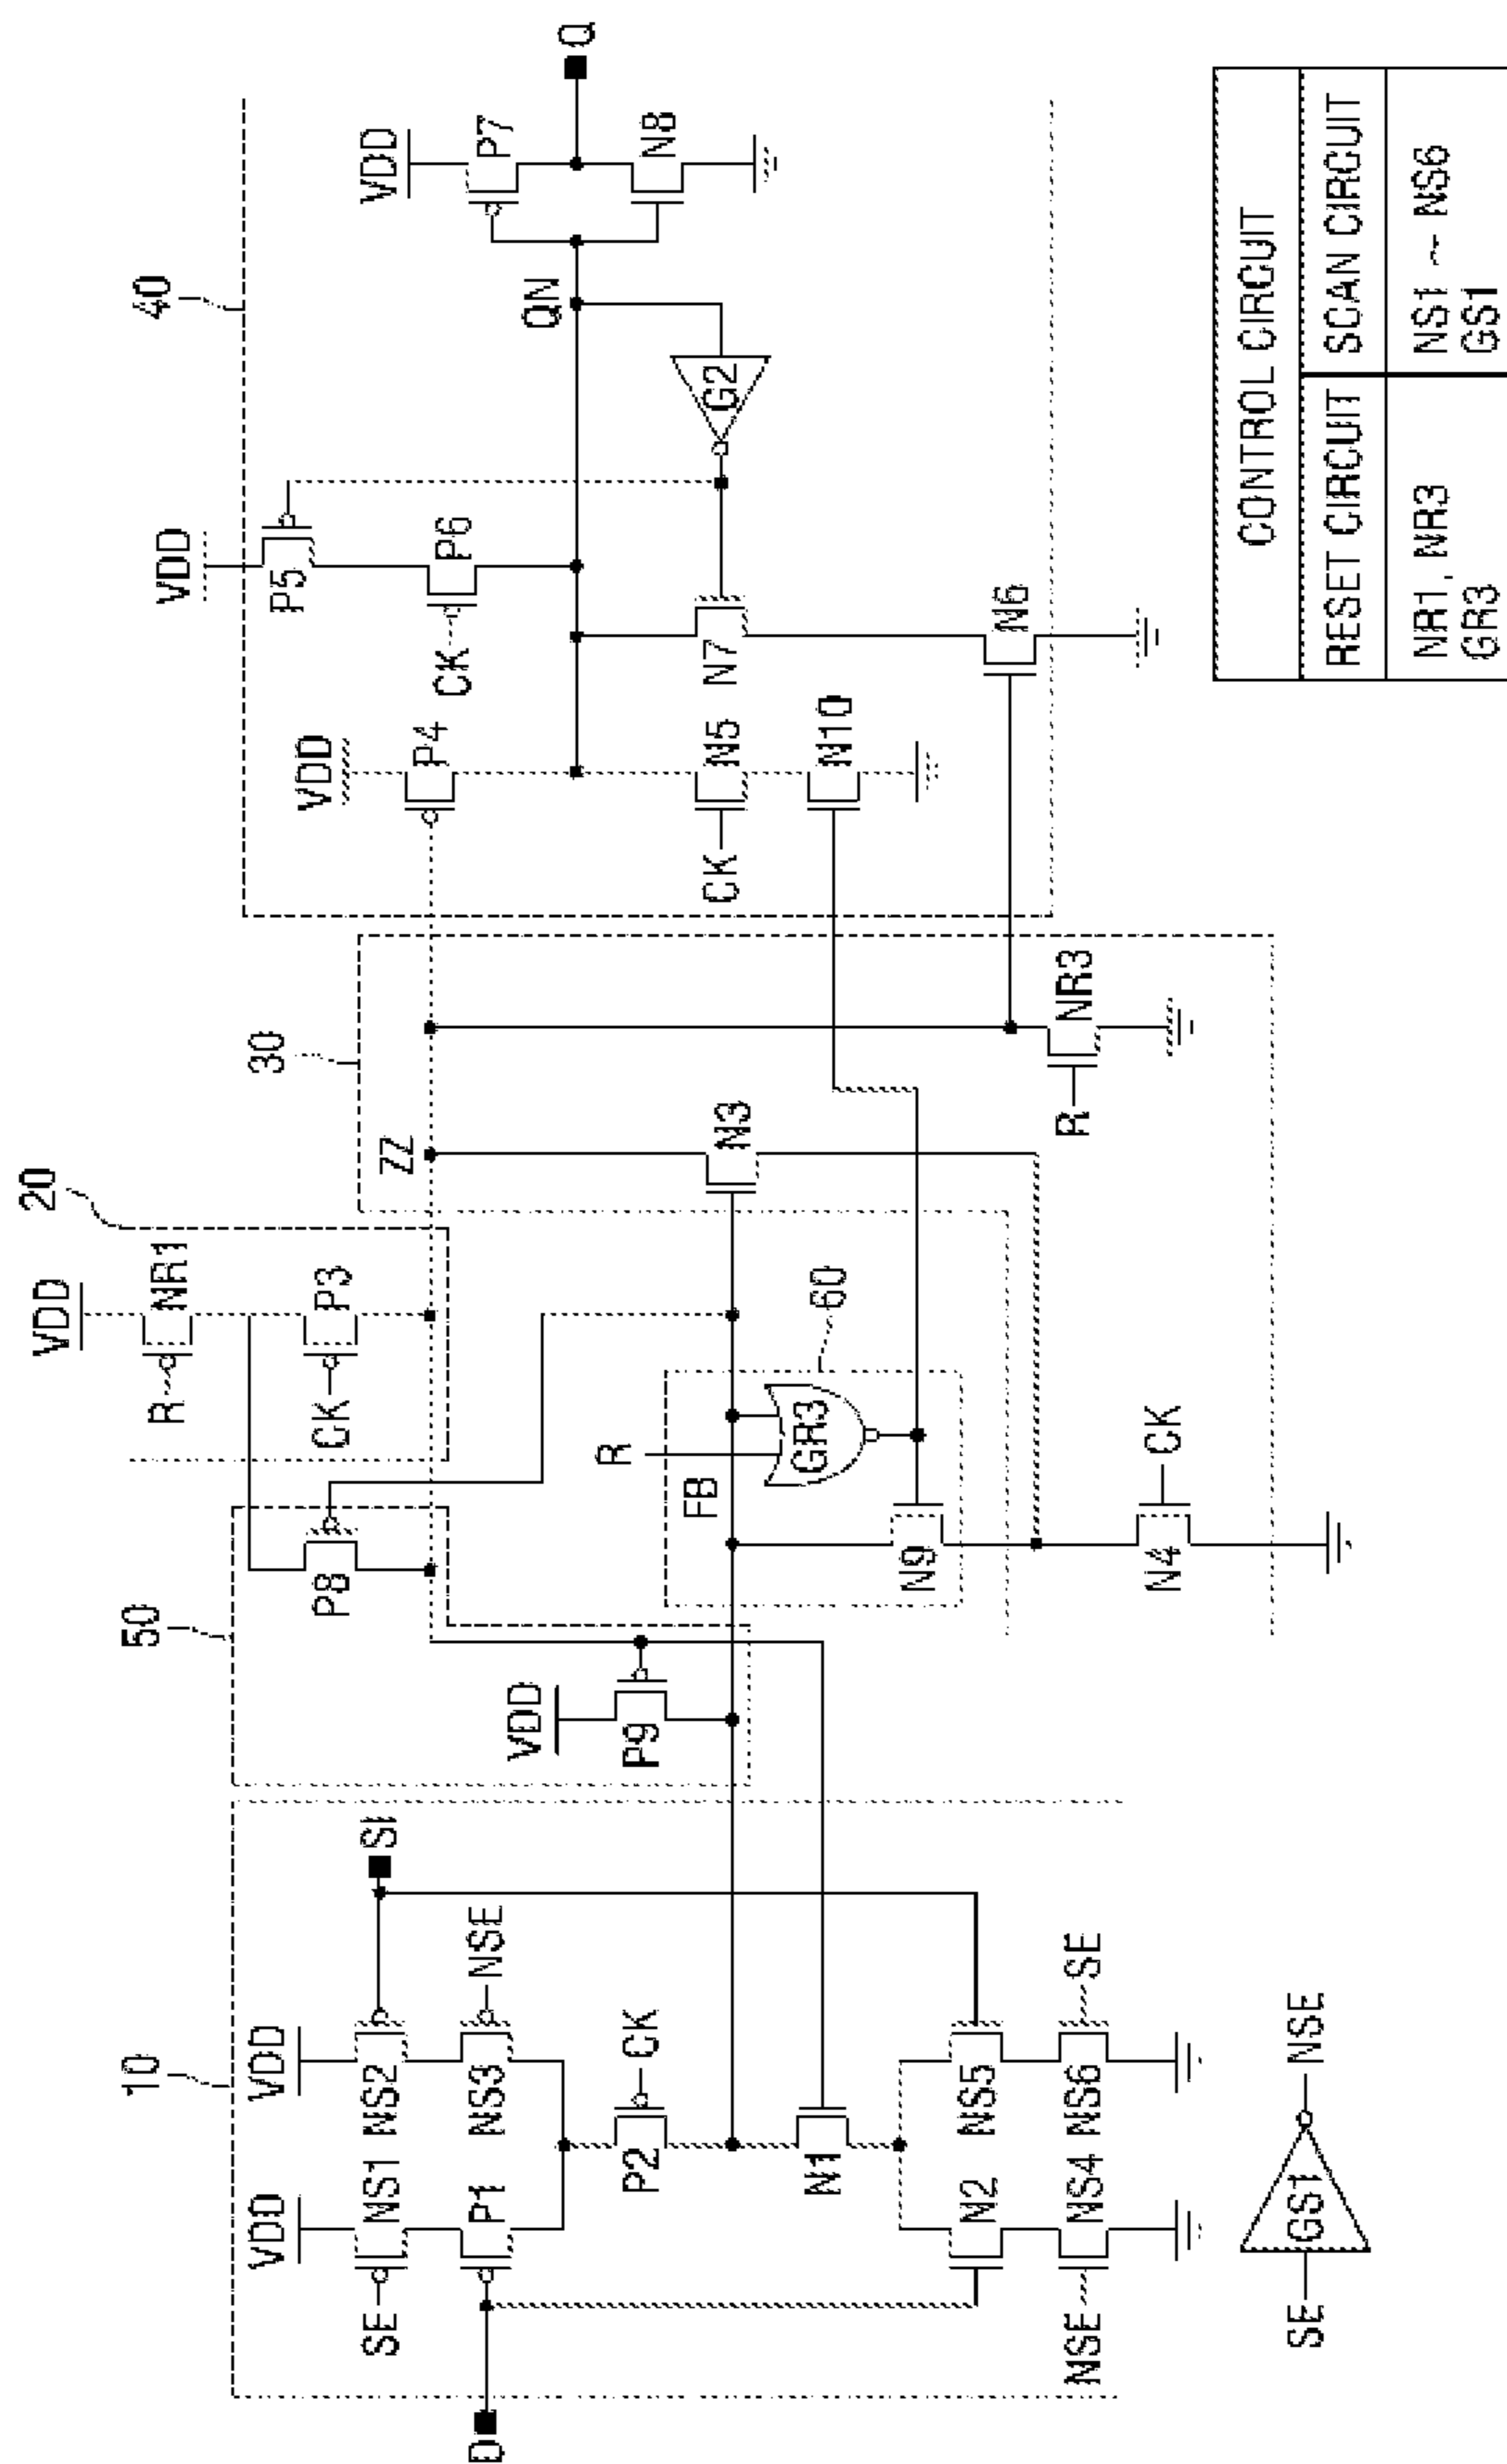 10
VDD
VDD
NS1
NS2
SE
SI
P1
NS3
NSE
D
P2
CK
N1
N2
NS5
NSE
NS4
NS6
SE
SE
GS1
NSE
50
P8
VDD
P9
20
VDD
R
NR1
CK
P3
FB
R
GR3
60
N9
N4
CK
30
ZZ
N3
R
NR3
40
VDD
P4
CK
N5
N10
VDD
P5
CK
P6
N7
N6
QN
G2
VDD
P7
N8
Q
CONTROL CIRCUIT
RESET CIRCUIT
SCAN CIRCUIT
NR1, NR3
GR3
NS1 ~ NS6
GS1